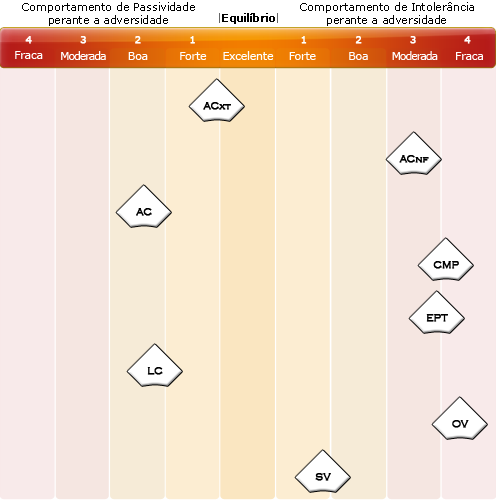 Comportamento de Passividade
perante a adversidade
|Equilíbrio|
Comportamento de Intolerância
perante a adversidade
4 3 2 1 1 2 3 4
Fraca Moderada Boa Forte Excelente Forte Boa Moderada Fraca
ACXT
ACNF
AC
CMP
EPT
LC
OV
SV